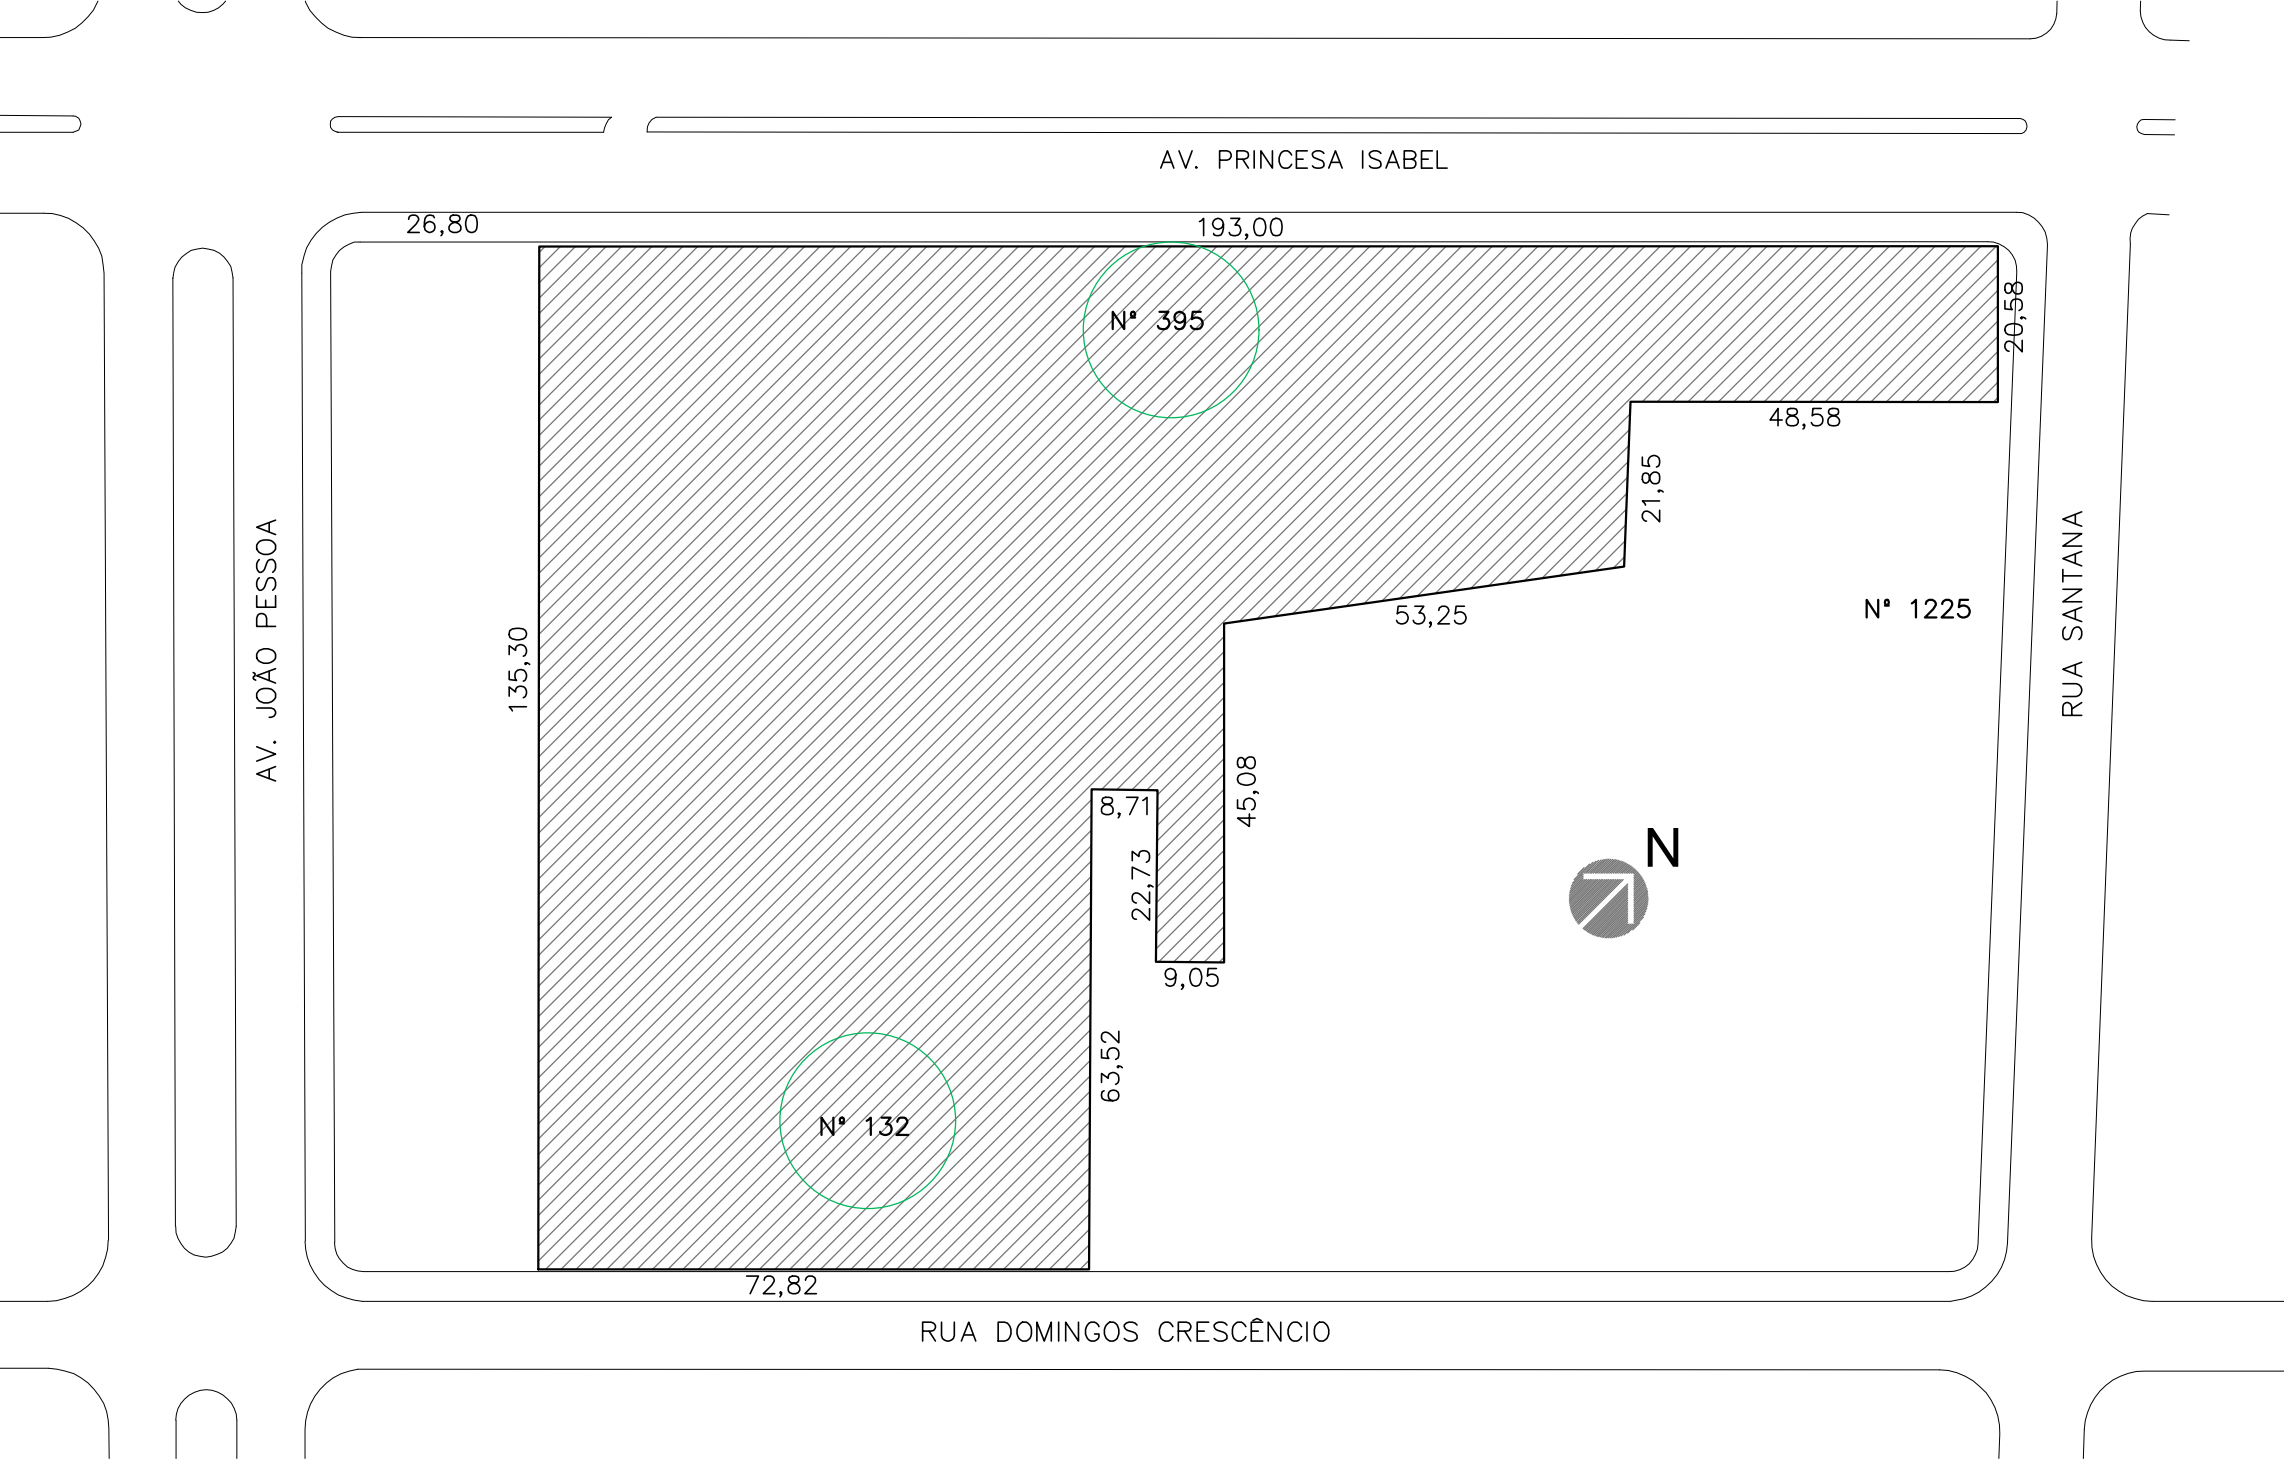 AV. PRINCESA ISABEL
26,80
193,00
Nº 395
20,58
48,58
21,85
AV. JOÃO PESSOA
135,30
53,25
Nº 1225
RUA SANTANA
8,71
45,08
22,73
N
9,05
63,52
Nº 132
72,82
RUA DOMINGOS CRESCÊNCIO